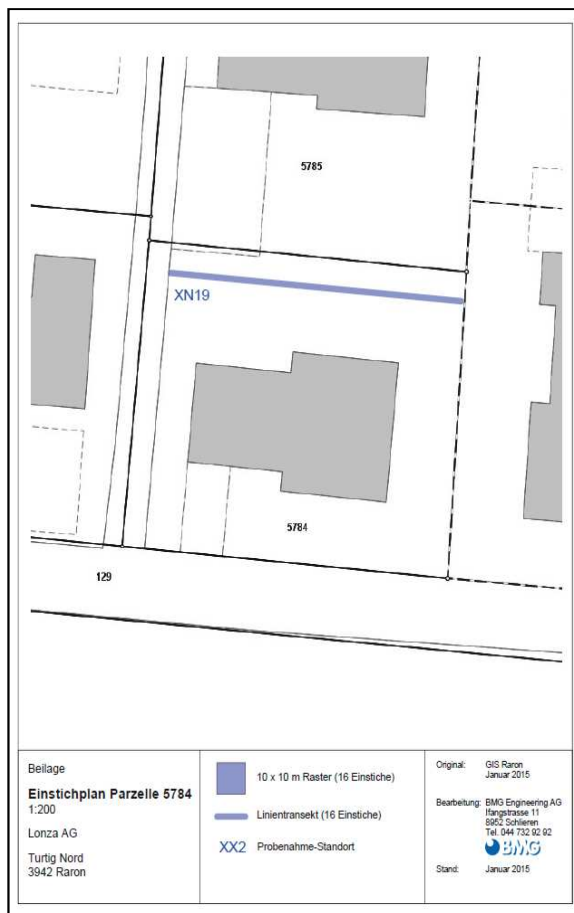 5785
XN19
5784
129
Beilage
Einstichplan Parzelle 5784
1:200
Lonza AG
Turtig Nord
3942 Raron
10 x 10 m Raster (16 Einstiche)
Linientransekt (16 Einstiche)
XX2 Probenahme-Standort
Original: GIS Raron
Januar 2015
Bearbeitung: BMG Engineering AG
Ifangstrasse 11
8952 Schlieren
Tel. 044 732 92 92
BMG
Stand: Januar 2015